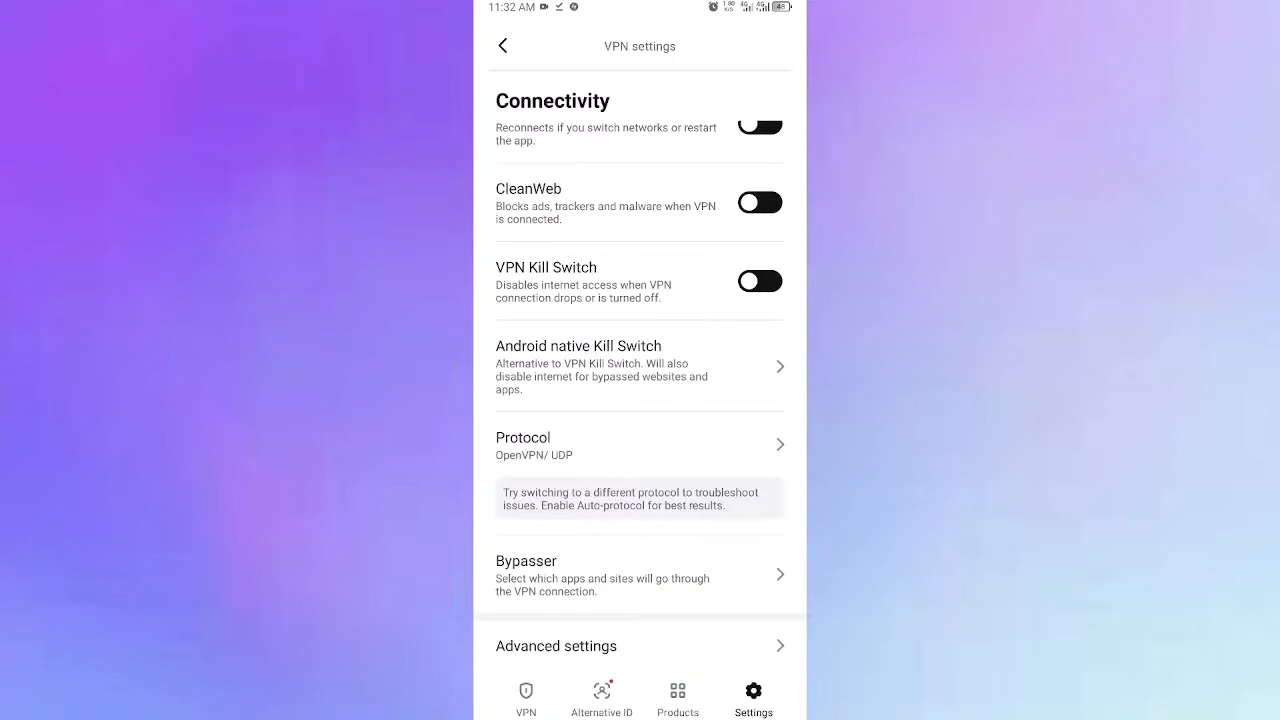 11:32 AM
1.80
K/S
4G
4G
VPN settings
Connectivity
Reconnects if you switch networks or restart
the app.
CleanWeb
Blocks ads, trackers and malware when VPN
is connected.
VPN Kill Switch
Disables internet access when VPN
connection drops or is turned off.
Android native Kill Switch
Alternative to VPN Kill Switch. Will also
disable internet for bypassed websites and
apps.
Protocol
OpenVPN/ UDP
Try switching to a different protocol to troubleshoot
issues. Enable Auto-protocol for best results.
Bypasser
Select which apps and sites will go through
the VPN connection.
Advanced settings
VPN
Alternative ID
Products
Settings